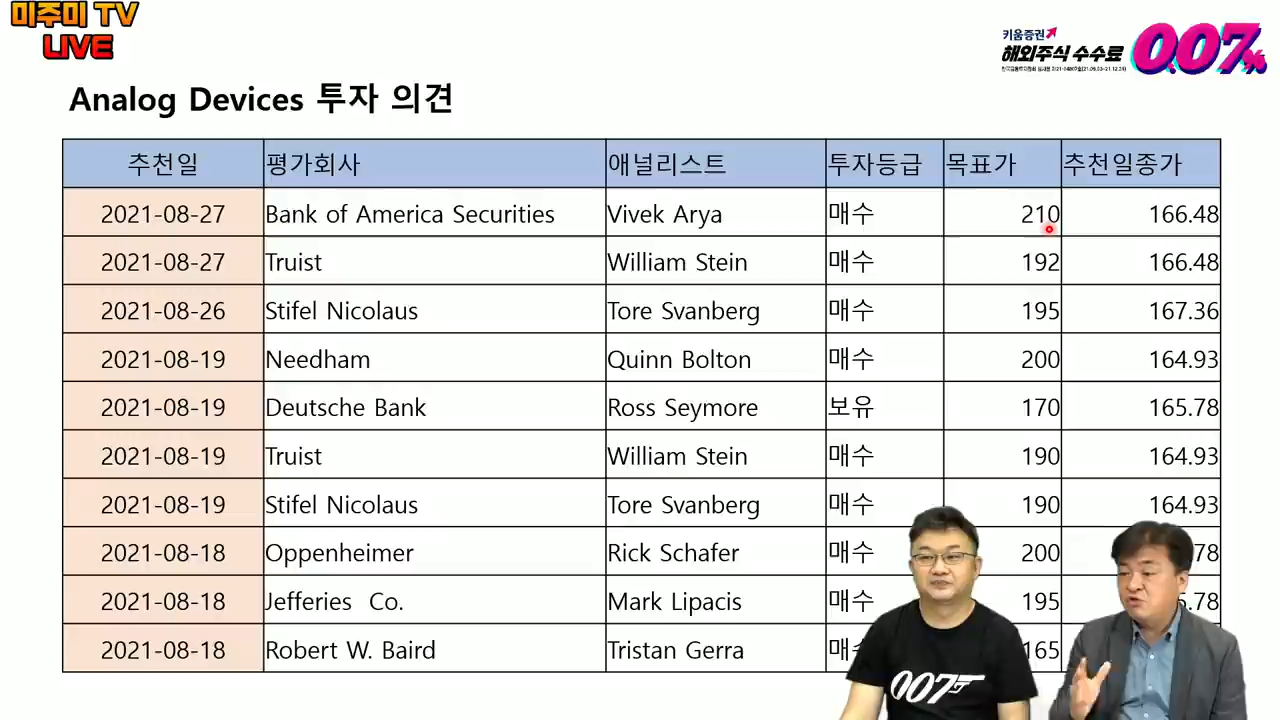 미주미 TV
LIVE
키움증권
해외주식 수수료
0.07%
Analog Devices 투자 의견
추천일 평가회사 애널리스트 투자등급 목표가 추천일종가
2021-08-27 Bank of America Securities Vivek Arya 매수 210 166.48
2021-08-27 Truist William Stein 매수 192 166.48
2021-08-26 Stifel Nicolaus Tore Svanberg 매수 195 167.36
2021-08-19 Needham Quinn Bolton 매수 200 164.93
2021-08-19 Deutsche Bank Ross Seymore 보유 170 165.78
2021-08-19 Truist William Stein 매수 190 164.93
2021-08-19 Stifel Nicolaus Tore Svanberg 매수 190 164.93
2021-08-18 Oppenheimer Rick Schafer 매수 200 78
2021-08-18 Jefferies Co. Mark Lipacis 매수 195 5.78
2021-08-18 Robert W. Baird Tristan Gerra 165
007